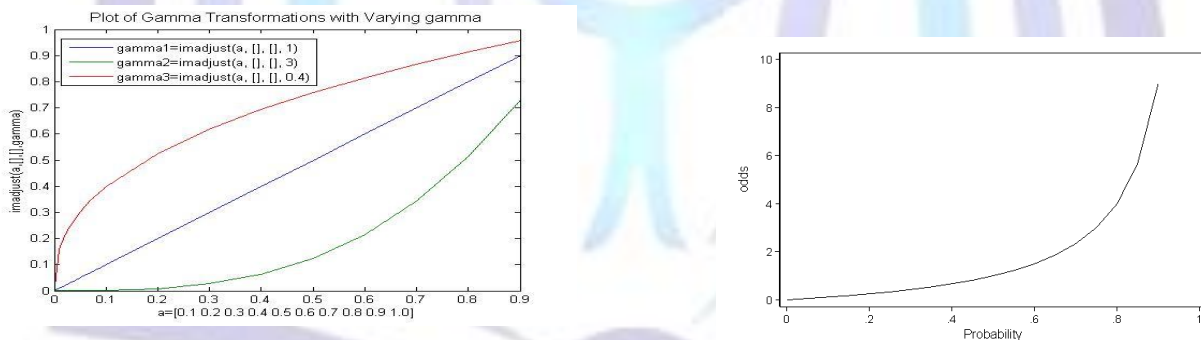 Plot of Gamma Transformations with Varying gamma
1
0.9
0.8
0.7
0.6
0.5
0.4
0.3
0.2
0.1
0
gamma1=imadjust(a, [], [], 1)
gamma2=imadjust(a, [], [], 3)
gamma3=imadjust(a, [], [], 0.4)
imadjust(a,[],[],gamma)
0 0.1 0.2 0.3 0.4 0.5 0.6 0.7 0.8 0.9
a=[0.1 0.2 0.3 0.4 0.5 0.6 0.7 0.8 0.9 1.0]
10
8
6
4
2
0
odds
0 .2 .4 .6 .8 1
Probability